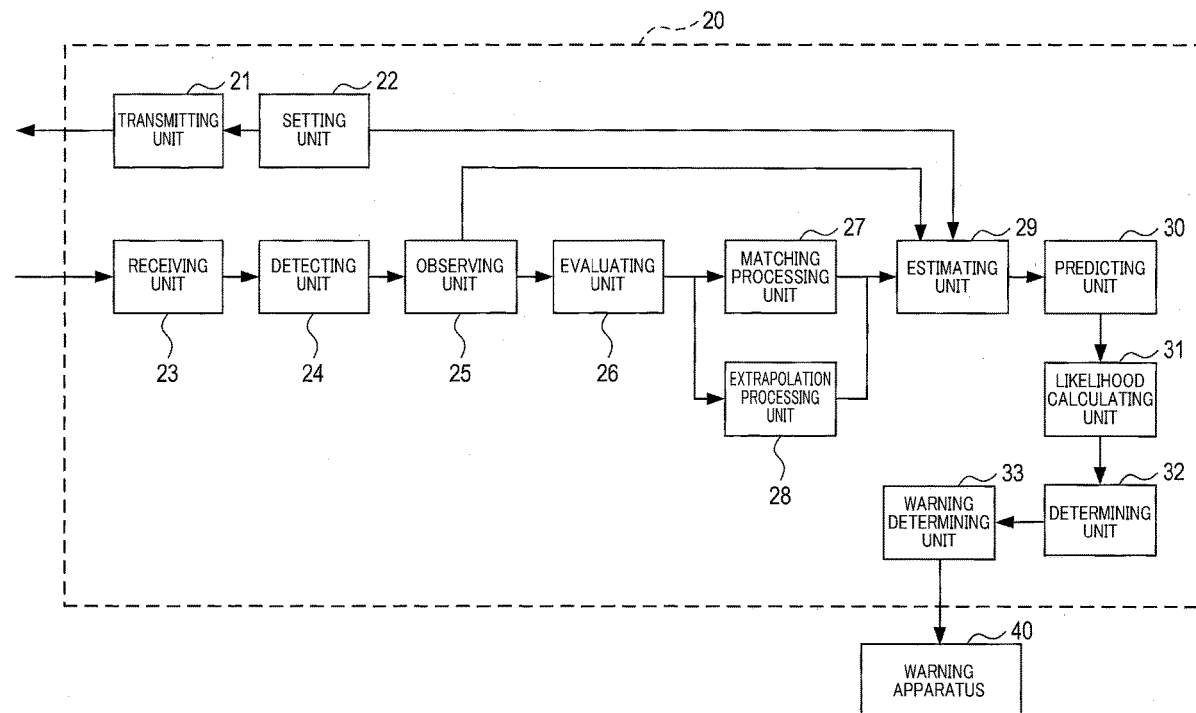 20
21
22
TRANSMITTING
UNIT
SETTING
UNIT
27
29
30
RECEIVING
UNIT
DETECTING
UNIT
OBSERVING
UNIT
EVALUATING
UNIT
MATCHING
PROCESSING
UNIT
ESTIMATING
UNIT
PREDICTING
UNIT
23
24
25
26
31
EXTRAPOLATION
PROCESSING
UNIT
LIKELIHOOD
CALCULATING
UNIT
28
33
32
WARNING
DETERMINING
UNIT
DETERMINING
UNIT
40
WARNING
APPARATUS